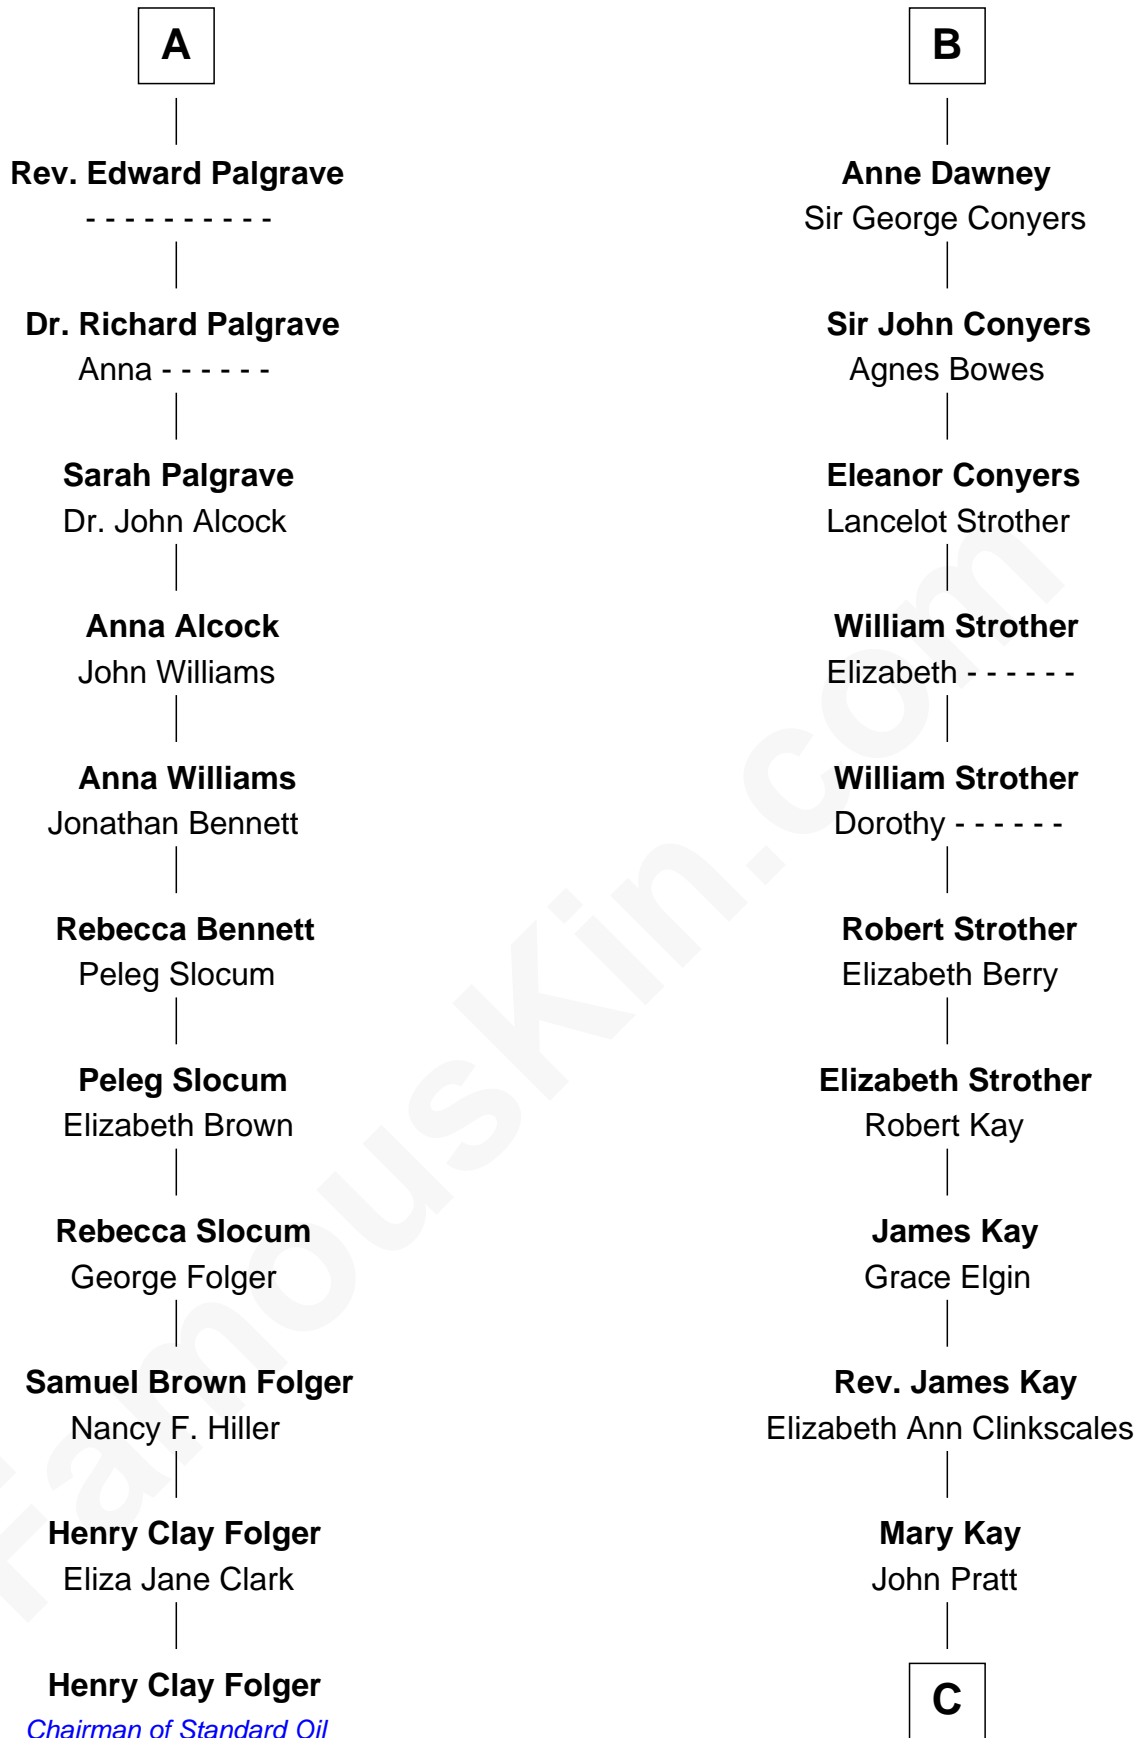 A
Rev. Edward Palgrave
- - - - - - - - - -
Dr. Richard Palgrave
Anna - - - - - -
Sarah Palgrave
Dr. John Alcock
Anna Alcock
John Williams
Anna Williams
Jonathan Bennett
Rebecca Bennett
Peleg Slocum
Peleg Slocum
Elizabeth Brown
Rebecca Slocum
George Folger
Samuel Brown Folger
Nancy F. Hiller
Henry Clay Folger
Eliza Jane Clark
Henry Clay Folger
Chairman of Standard Oil
B
Anne Dawney
Sir George Conyers
Sir John Conyers
Agnes Bowes
Eleanor Conyers
Lancelot Strother
William Strother
Elizabeth - - - - - -
William Strother
Dorothy - - - - - -
Robert Strother
Elizabeth Berry
Elizabeth Strother
Robert Kay
James Kay
Grace Elgin
Rev. James Kay
Elizabeth Ann Clinkscales
Mary Kay
John Pratt
C
FamousKin.com